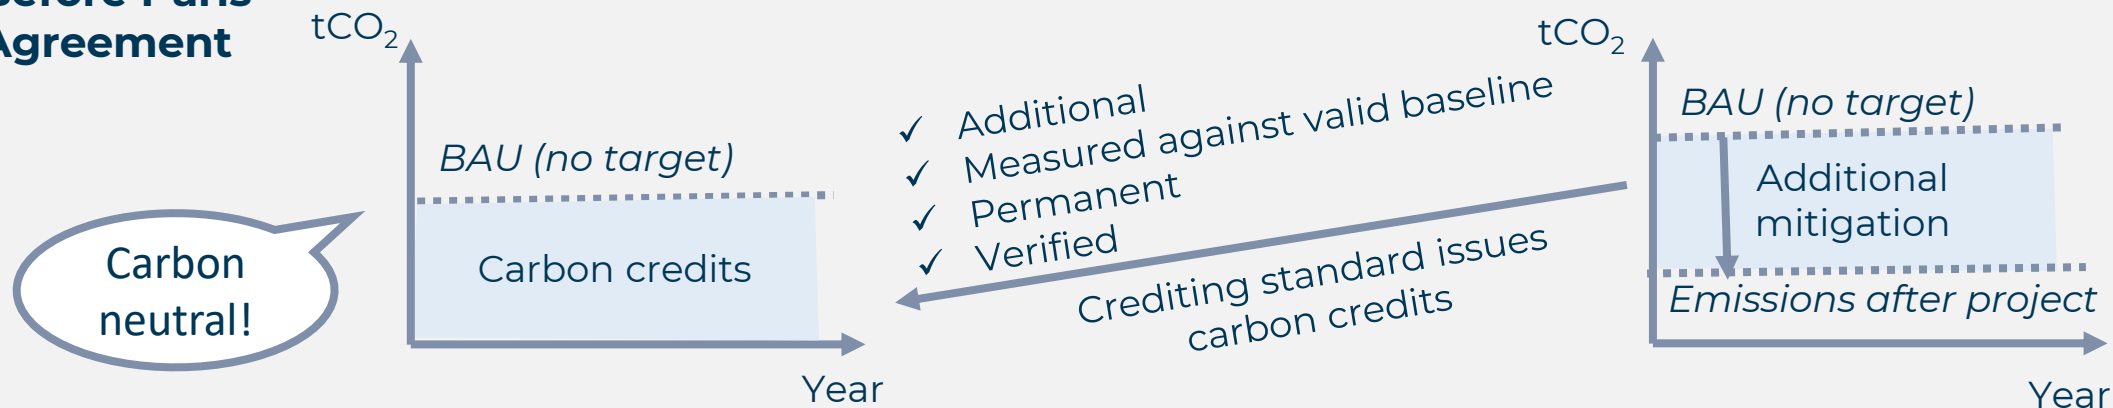 Agreement
tCO₂
BAU (no target)
Carbon credits
Carbon
neutral!
Year
✓ Additional
✓ Measured against valid baseline
✓ Permanent
✓ Verified
Crediting standard issues
carbon credits
tCO₂
BAU (no target)
Additional
mitigation
Emissions after project
Year